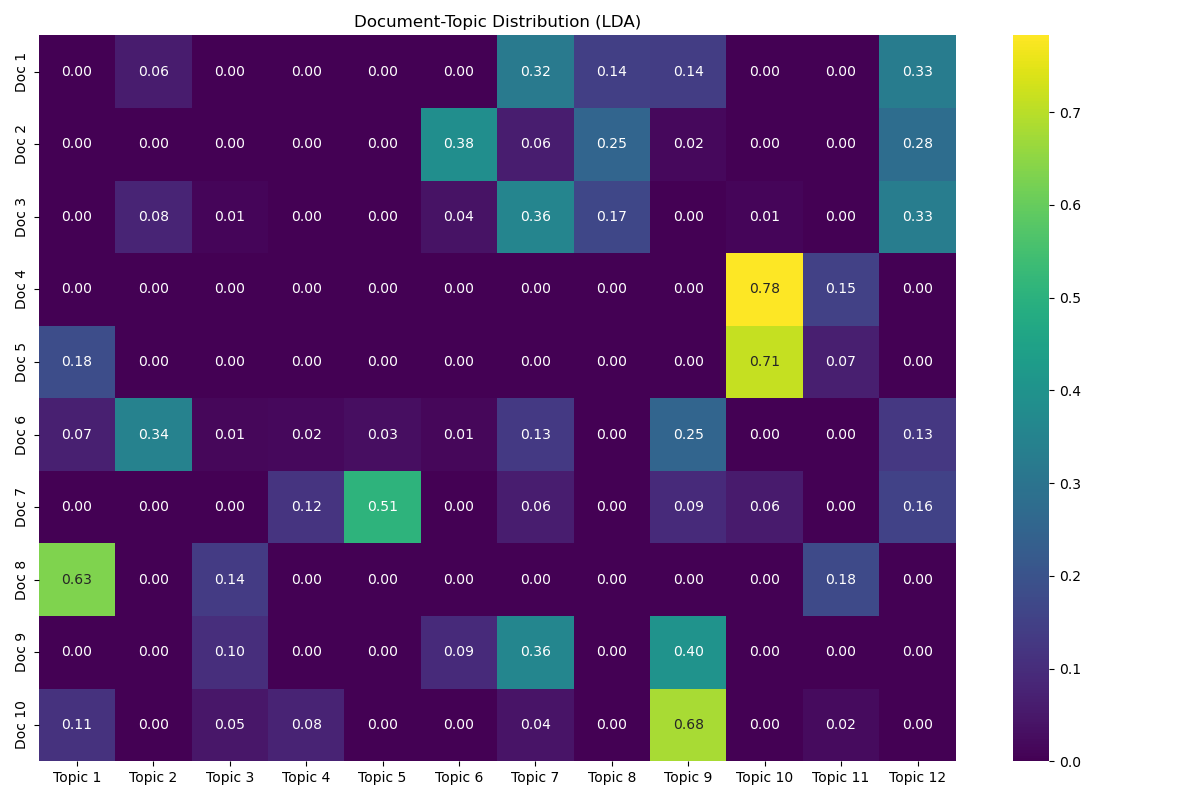 Document-Topic Distribution (LDA)
Doc 1 0.00 0.06 0.00 0.00 0.00 0.00 0.32 0.14 0.14 0.00 0.00 0.33
Doc 2 0.00 0.00 0.00 0.00 0.00 0.38 0.06 0.25 0.02 0.00 0.00 0.28
Doc 3 0.00 0.08 0.01 0.00 0.00 0.04 0.36 0.17 0.00 0.01 0.00 0.33
Doc 4 0.00 0.00 0.00 0.00 0.00 0.00 0.00 0.00 0.00 0.78 0.15 0.00
Doc 5 0.18 0.00 0.00 0.00 0.00 0.00 0.00 0.00 0.00 0.71 0.07 0.00
Doc 6 0.07 0.34 0.01 0.02 0.03 0.01 0.13 0.00 0.25 0.00 0.00 0.13
Doc 7 0.00 0.00 0.00 0.12 0.51 0.00 0.06 0.00 0.09 0.06 0.00 0.16
Doc 8 0.63 0.00 0.14 0.00 0.00 0.00 0.00 0.00 0.00 0.00 0.18 0.00
Doc 9 0.00 0.00 0.10 0.00 0.00 0.09 0.36 0.00 0.40 0.00 0.00 0.00
Doc 10 0.11 0.00 0.05 0.08 0.00 0.00 0.04 0.00 0.68 0.00 0.02 0.00
Topic 1 Topic 2 Topic 3 Topic 4 Topic 5 Topic 6 Topic 7 Topic 8 Topic 9 Topic 10 Topic 11 Topic 12
0.7
0.6
0.5
0.4
0.3
0.2
0.1
0.0